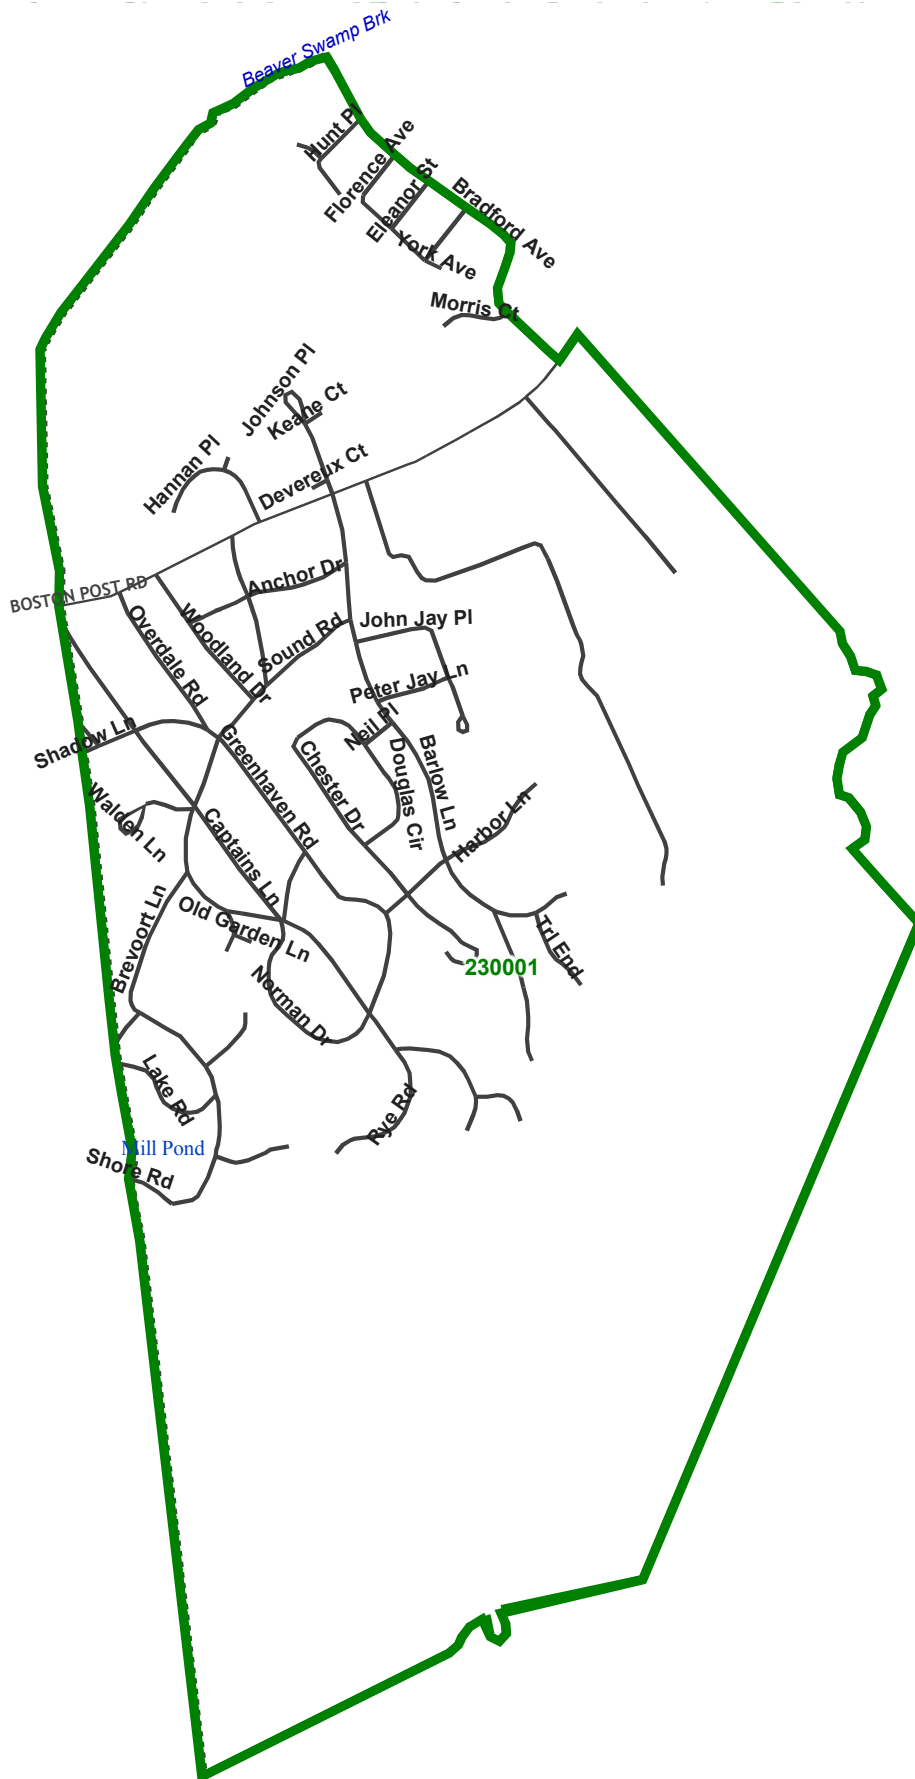 Beaver Swamp Brk
Hunt Pl
Florence Ave
Eleanor St
Bradford Ave
York Ave
Morris Ct
Johnson Pl
Keane Ct
Hannan Pl
Devereux Ct
BOSTON POST RD
Anchor Dr
Overdale Rd
Woodland Dr
Sound Rd
John Jay Pl
Peter Jay Ln
Neil Pl
Shadow Ln
Greenhaven Rd
Chester Dr
Douglas Cir
Barlow Ln
Walden Ln
Captains Ln
Harbor Ln
Brevoort Ln
Old Garden Ln
Trl End
230001
Norman Dr
Lake Rd
Rye Rd
Mill Pond
Shore Rd